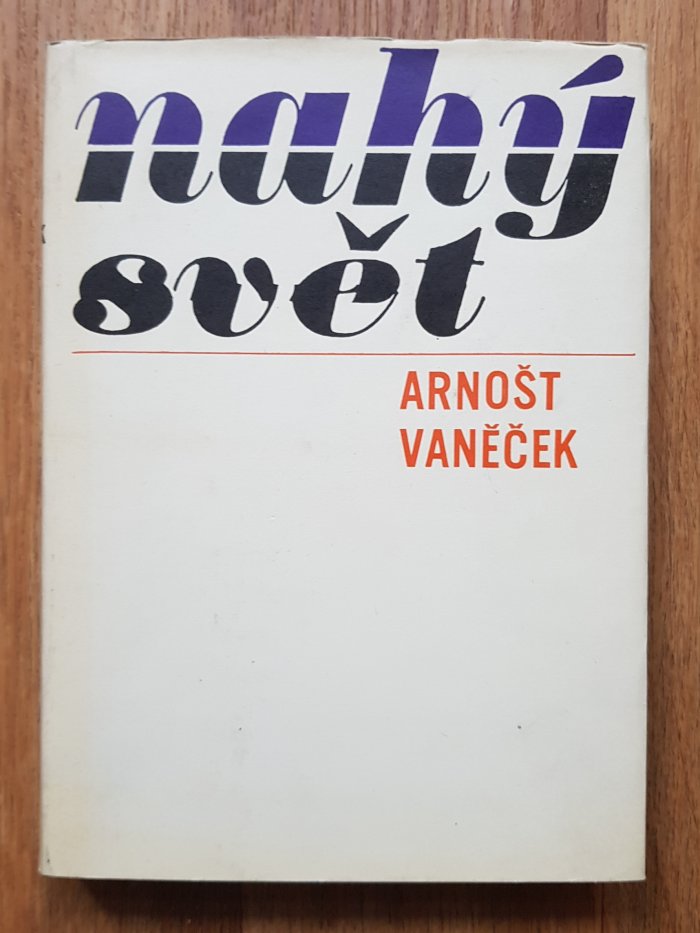 nahý
svět
ARNOŠT
VANĚČEK